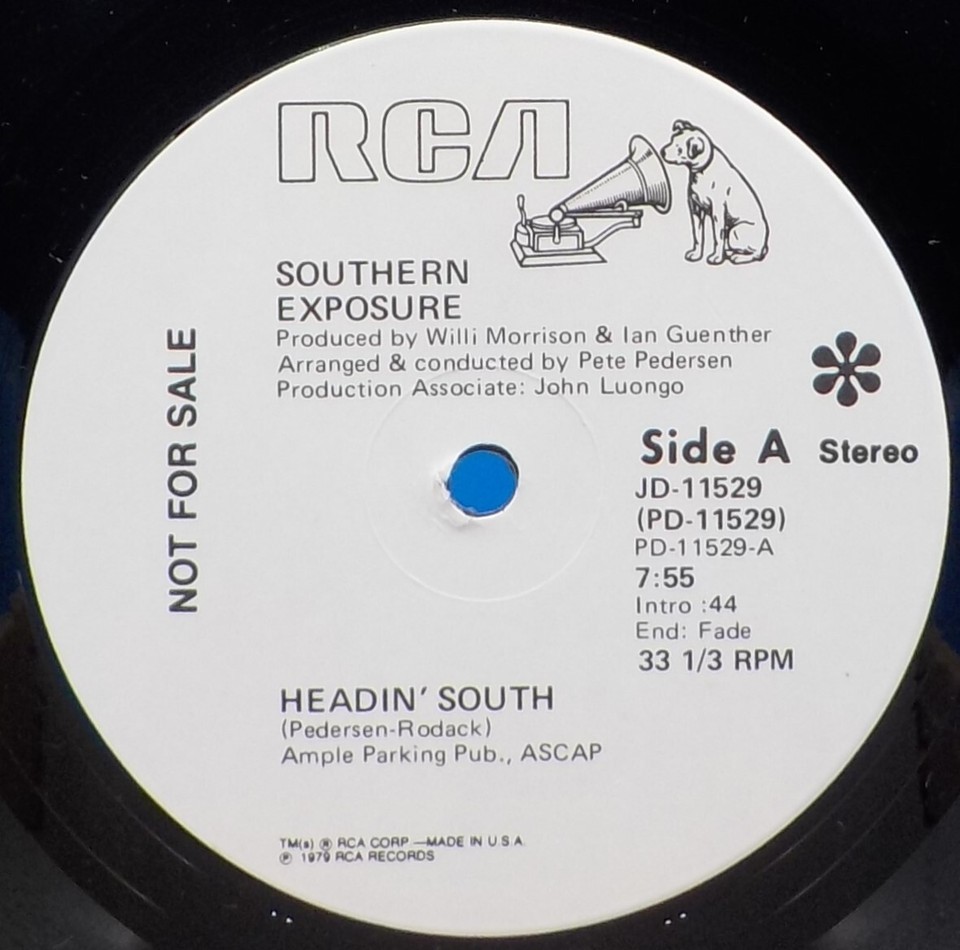 RCA
SOUTHERN
EXPOSURE
Produced by Willi Morrison & Ian Guenther
Arranged & conducted by Pete Pedersen
Production Associate: John Luongo
NOT FOR SALE
Side A Stereo
JD-11529
(PD-11529)
PD-11529-A
7:55
Intro :44
End: Fade
33 1/3 RPM
HEADIN' SOUTH
(Pedersen-Rodack)
Ample Parking Pub., ASCAP
TM(s) ® RCA CORP.—MADE IN U.S.A.
℗ 1979 RCA RECORDS